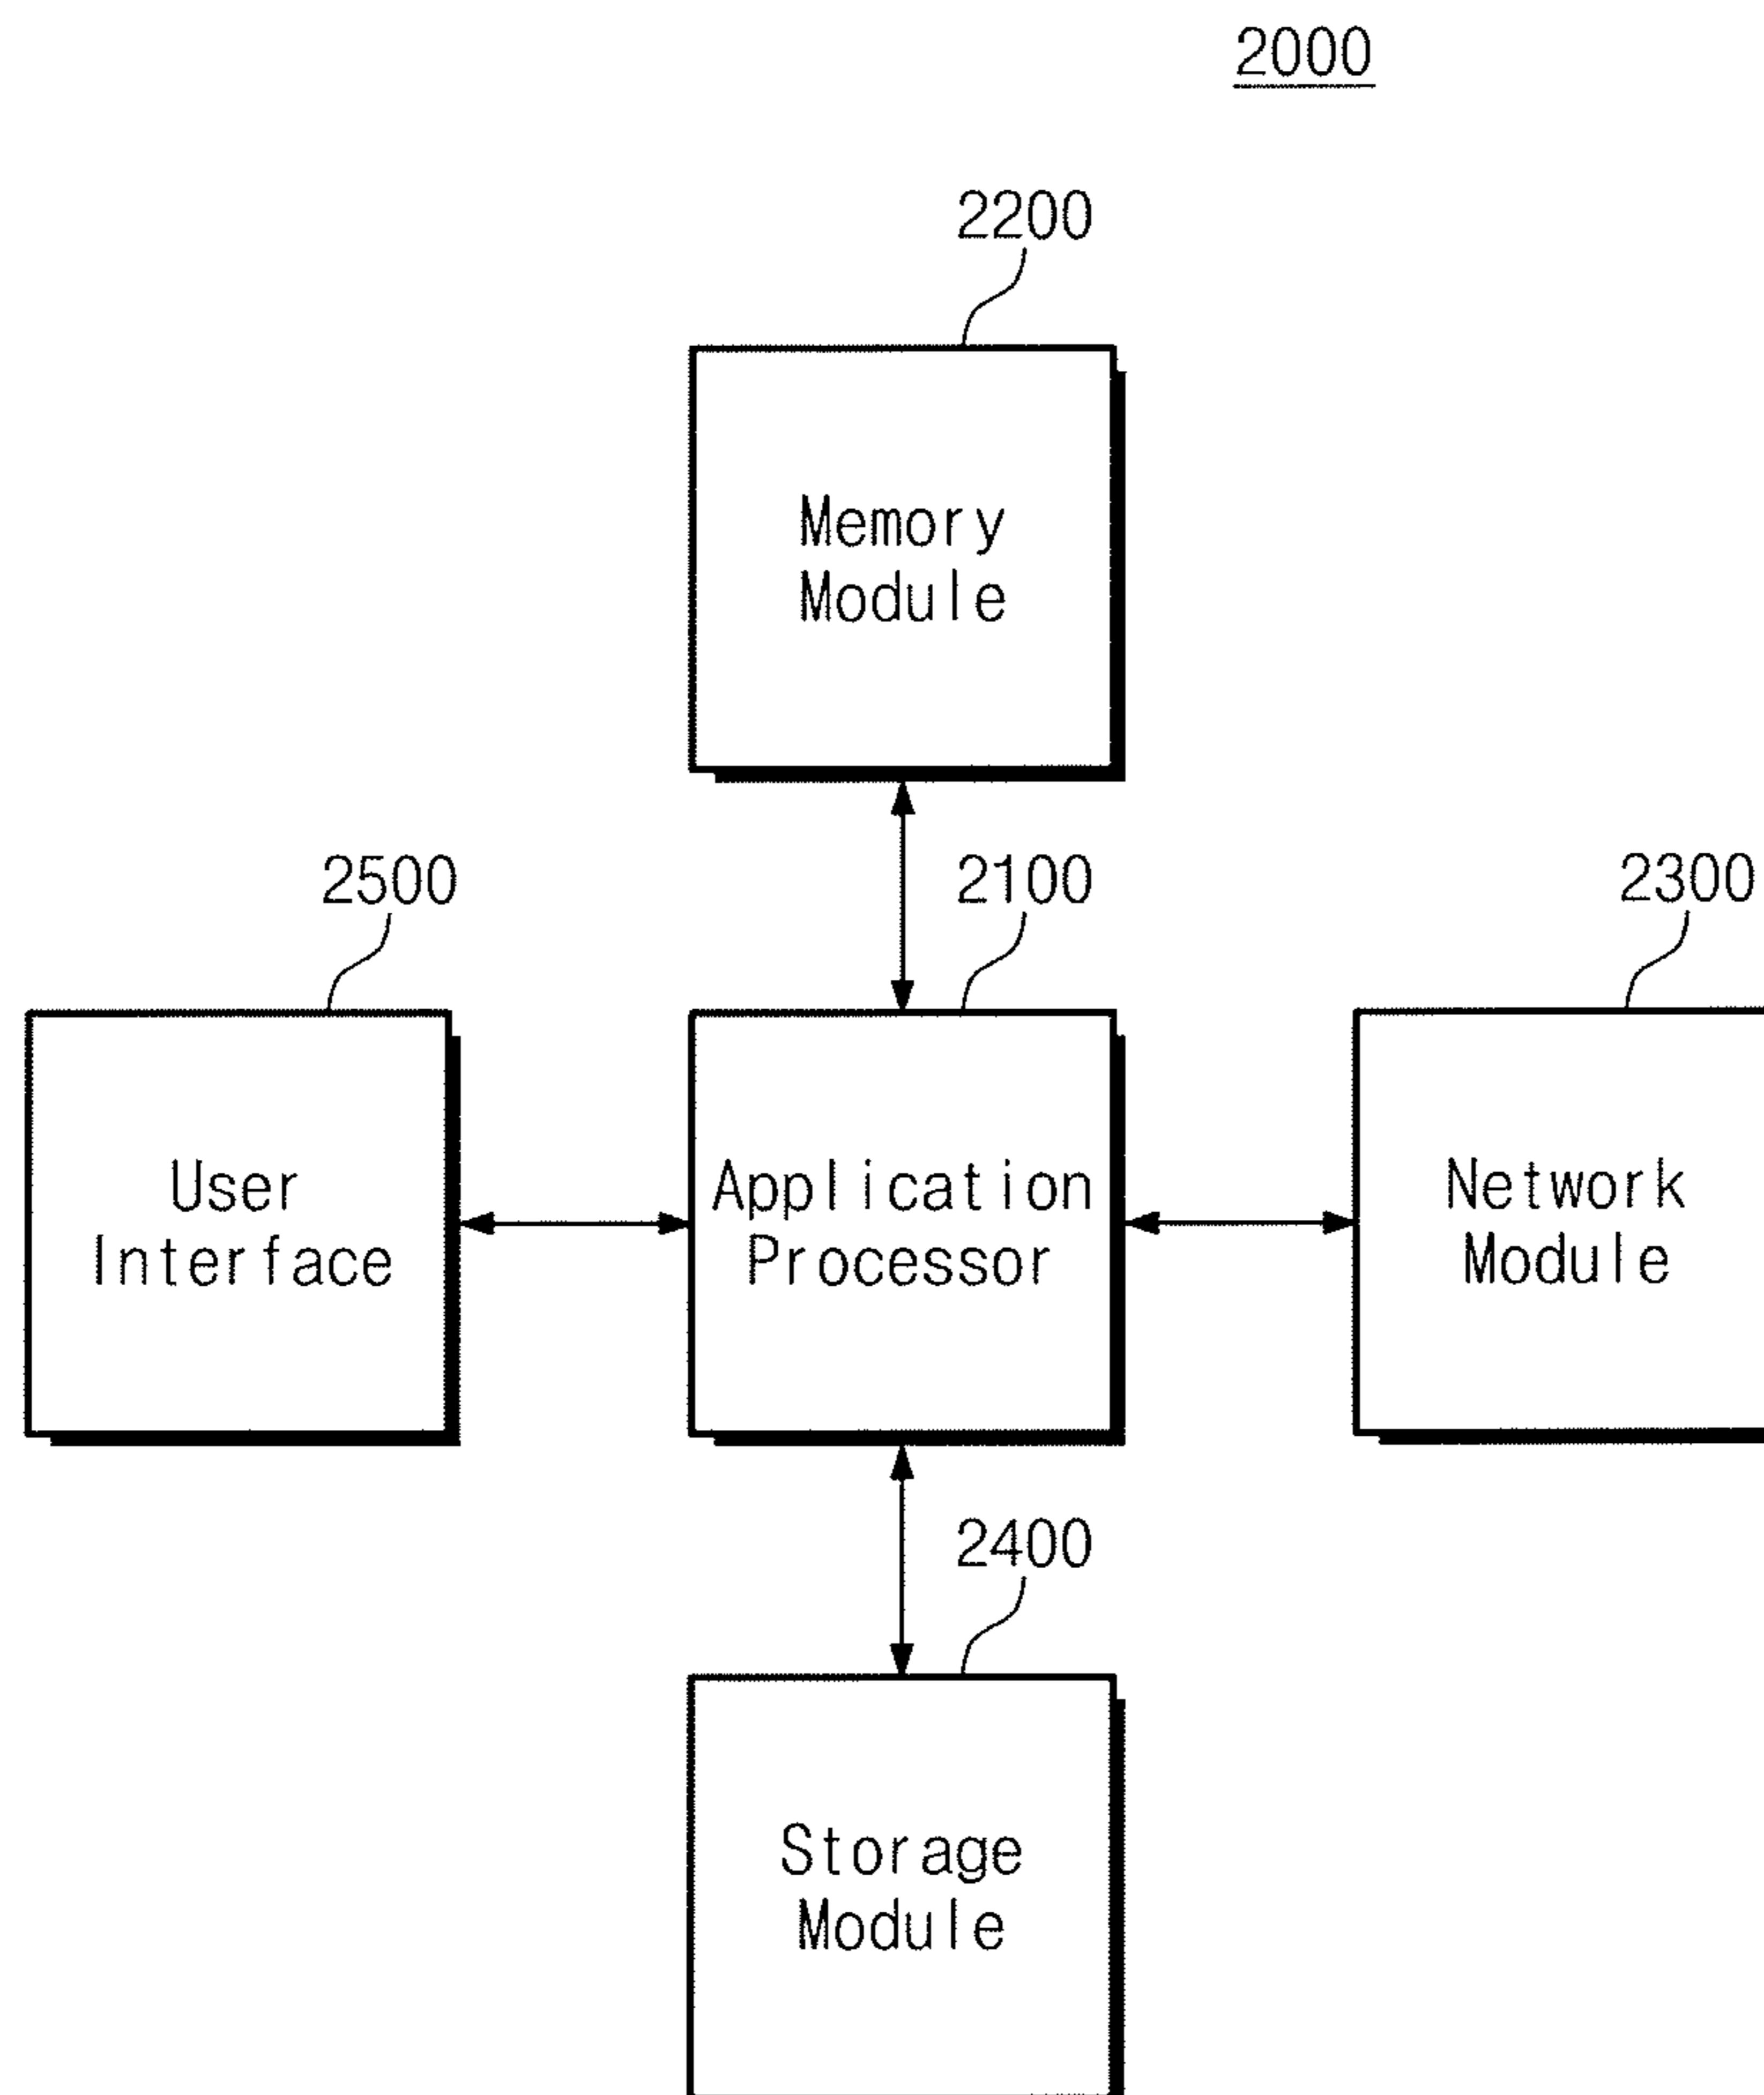 2000
2200
Memory
Module
2500
2100
2300
User
Interface
Application
Processor
Network
Module
2400
Storage
Module